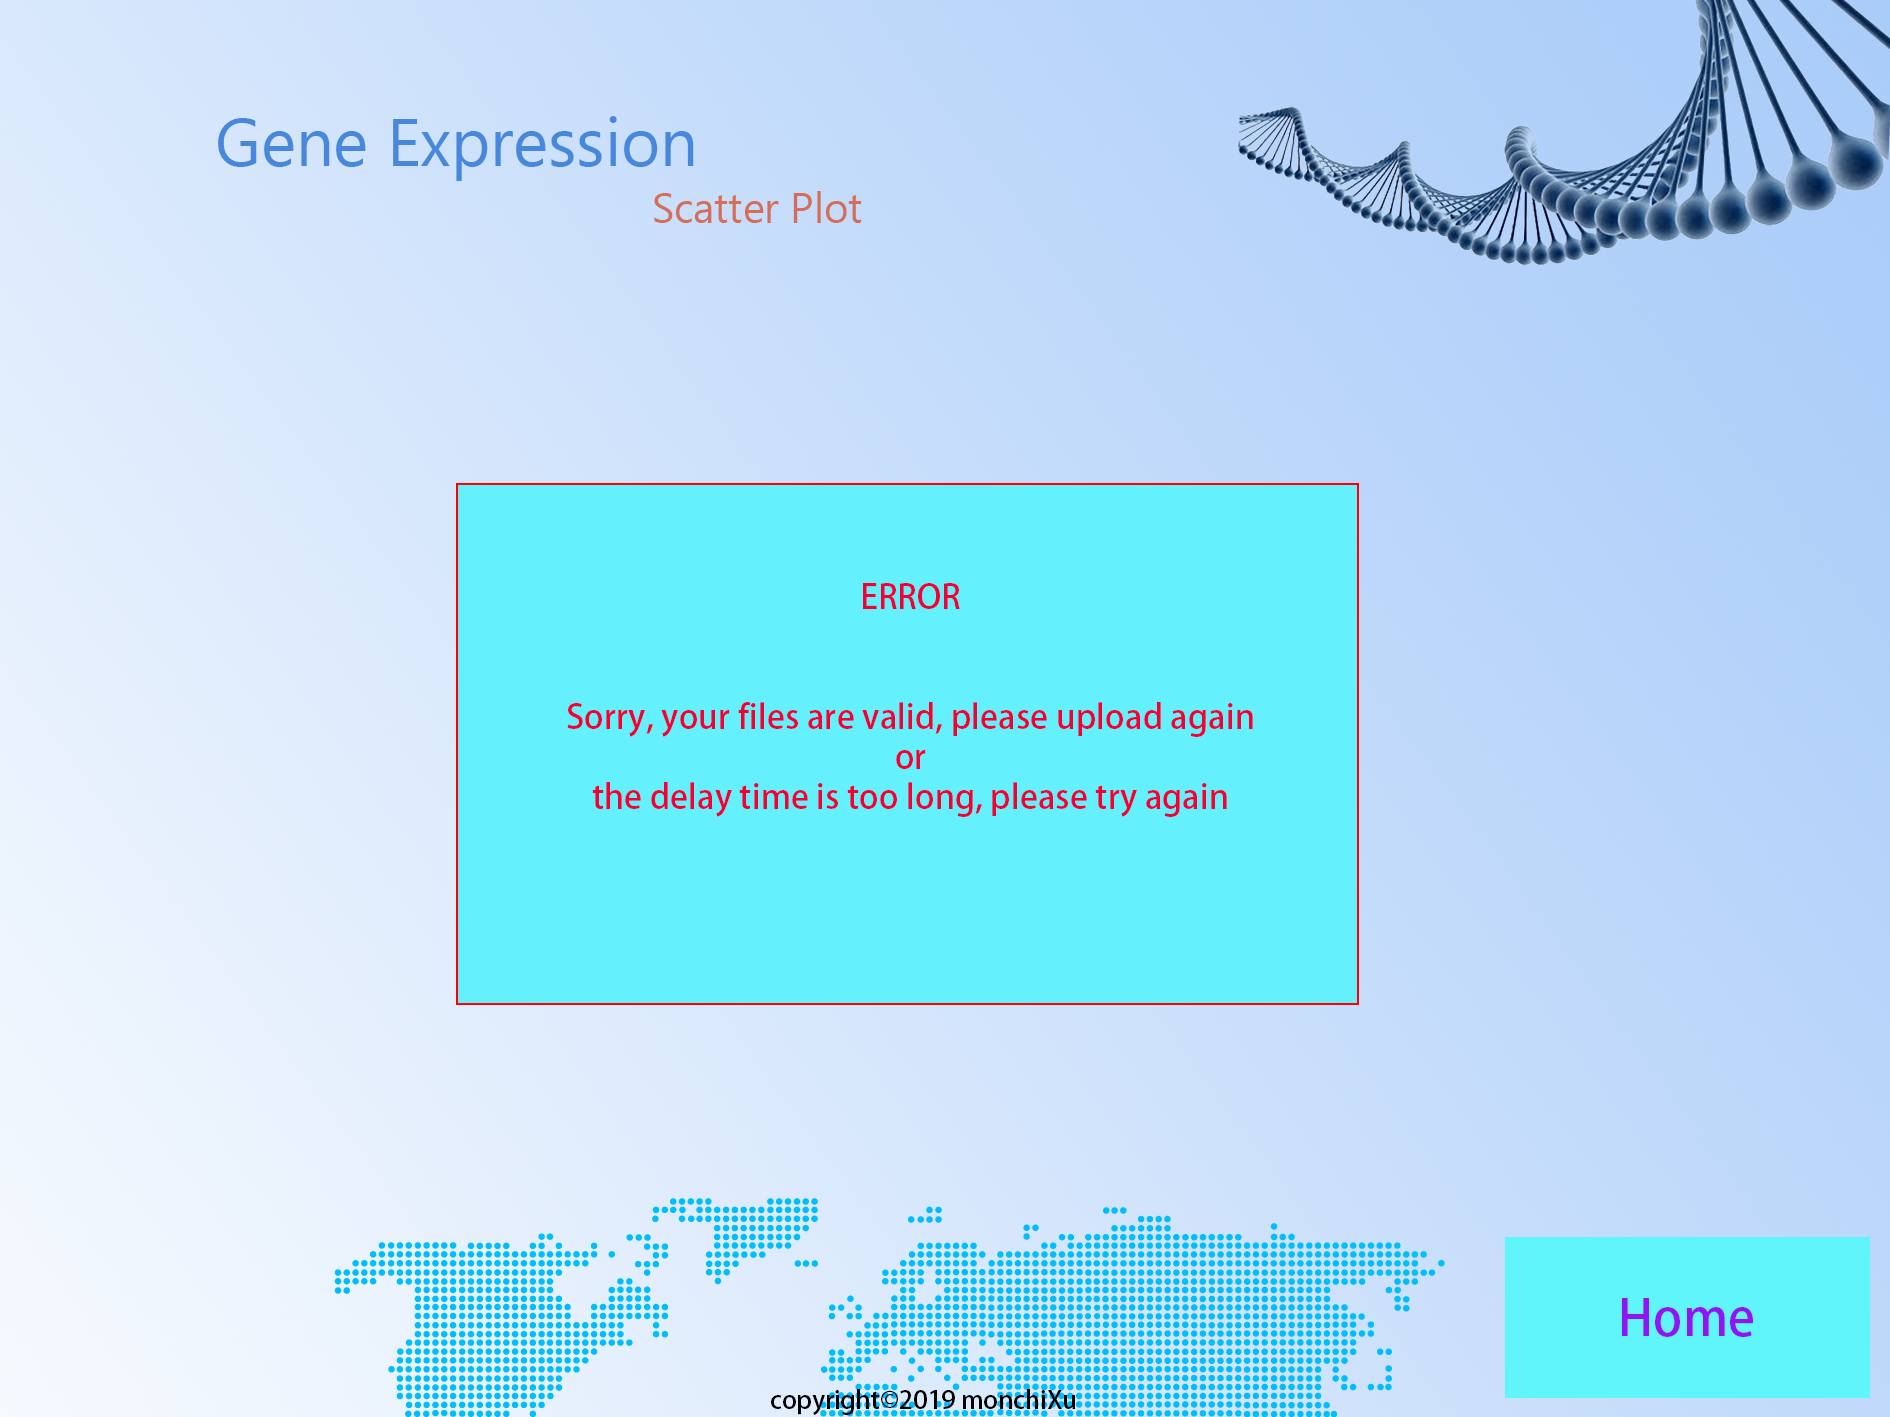 Gene Expression
Scatter Plot
ERROR
Sorry, your files are valid, please upload again
or
the delay time is too long, please try again
Home
copyright©2019 monchiXu